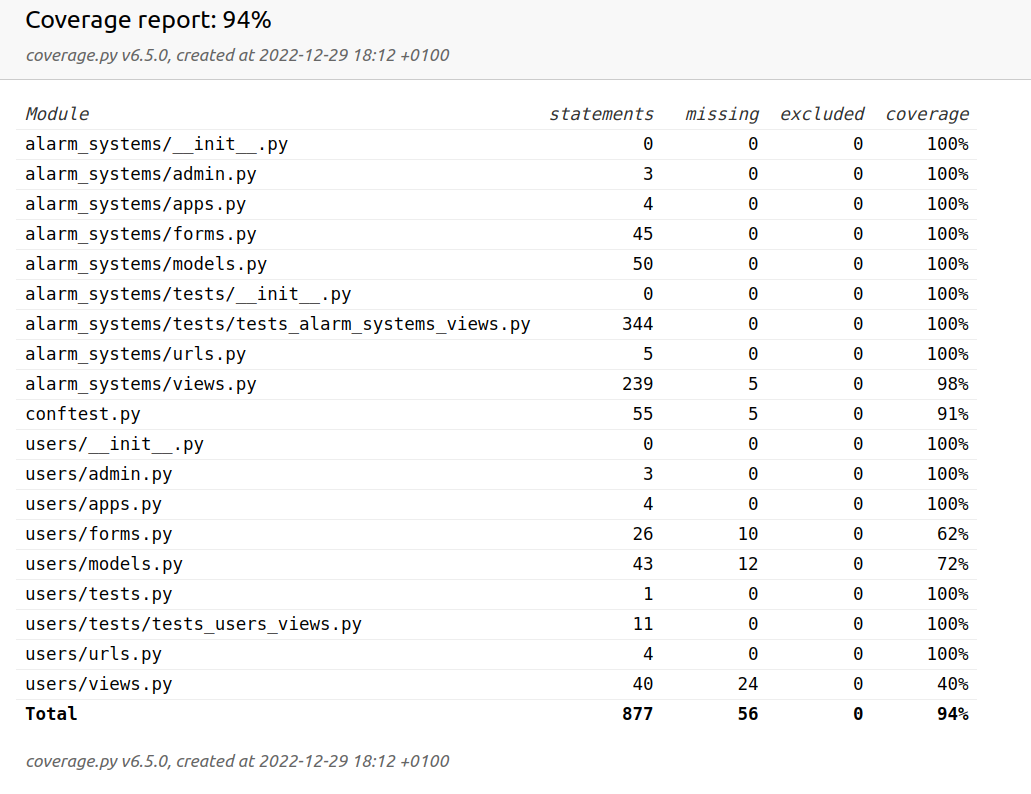 Coverage report: 94%
coverage.py v6.5.0, created at 2022-12-29 18:12 +0100
Module statements missing excluded coverage
alarm_systems/__init__.py 0 0 0 100%
alarm_systems/admin.py 3 0 0 100%
alarm_systems/apps.py 4 0 0 100%
alarm_systems/forms.py 45 0 0 100%
alarm_systems/models.py 50 0 0 100%
alarm_systems/tests/__init__.py 0 0 0 100%
alarm_systems/tests/tests_alarm_systems_views.py 344 0 0 100%
alarm_systems/urls.py 5 0 0 100%
alarm_systems/views.py 239 5 0 98%
conftest.py 55 5 0 91%
users/__init__.py 0 0 0 100%
users/admin.py 3 0 0 100%
users/apps.py 4 0 0 100%
users/forms.py 26 10 0 62%
users/models.py 43 12 0 72%
users/tests.py 1 0 0 100%
users/tests/tests_users_views.py 11 0 0 100%
users/urls.py 4 0 0 100%
users/views.py 40 24 0 40%
Total 877 56 0 94%
coverage.py v6.5.0, created at 2022-12-29 18:12 +0100